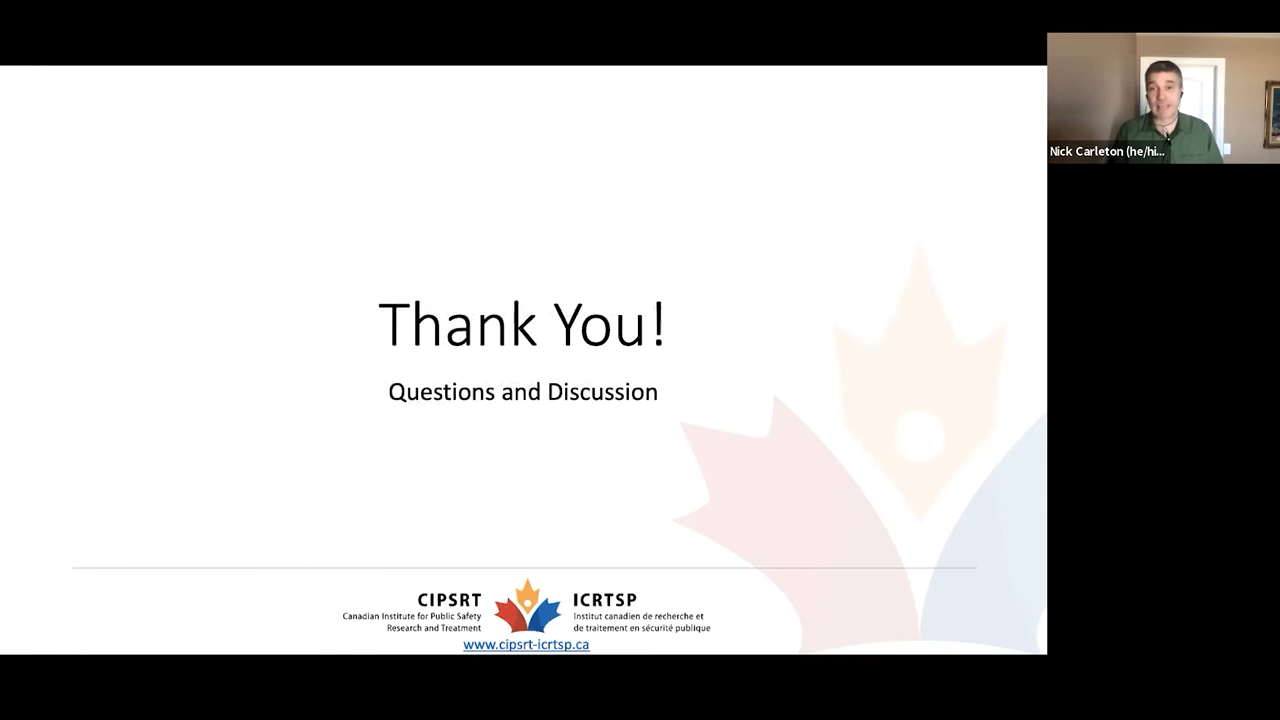 Nick Carleton (he/hi...
Thank You!
Questions and Discussion
CIPSRT
Canadian Institute for Public Safety
Research and Treatment
ICRTSP
Institut canadien de recherche et
de traitement en sécurité publique
www.cipsrt-icrtsp.ca